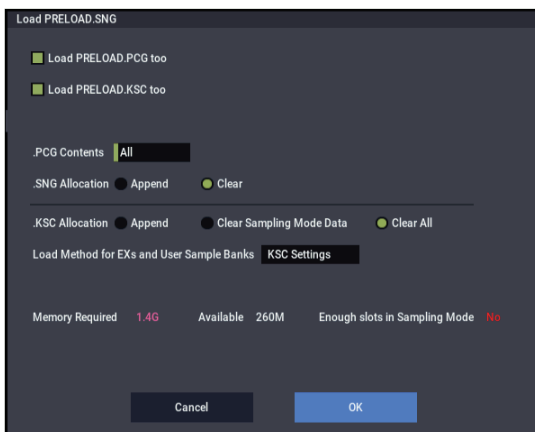 Load PRELOAD.SNG
Load PRELOAD.PCG too
Load PRELOAD.KSC too
.PCG Contents All
.SNG Allocation Append Clear
.KSC Allocation Append Clear Sampling Mode Data Clear All
Load Method for EXs and User Sample Banks KSC Settings
Memory Required 1.4G Available 260M Enough slots in Sampling Mode No
Cancel OK